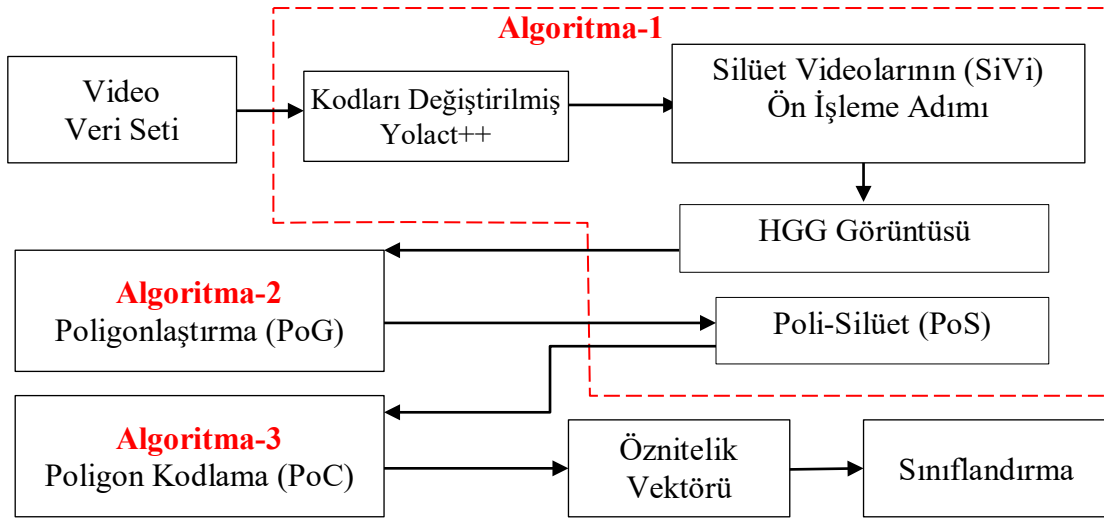 Algoritma-1
Video
Veri Seti
Kodları Değiştirilmiş
Yolact++
Silüet Videolarının (SiVi)
Ön İşleme Adımı
HGG Görüntüsü
Algoritma-2
Poligonlaştırma (PoG)
Poli-Silüet (PoS)
Algoritma-3
Poligon Kodlama (PoC)
Öznitelik
Vektörü
Sınıflandırma